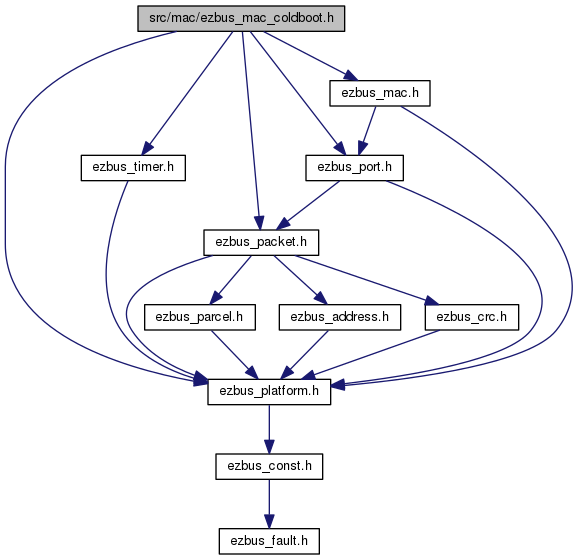 src/mac/ezbus_mac_coldboot.h
ezbus_mac.h
ezbus_timer.h
ezbus_port.h
ezbus_packet.h
ezbus_parcel.h
ezbus_address.h
ezbus_crc.h
ezbus_platform.h
ezbus_const.h
ezbus_fault.h